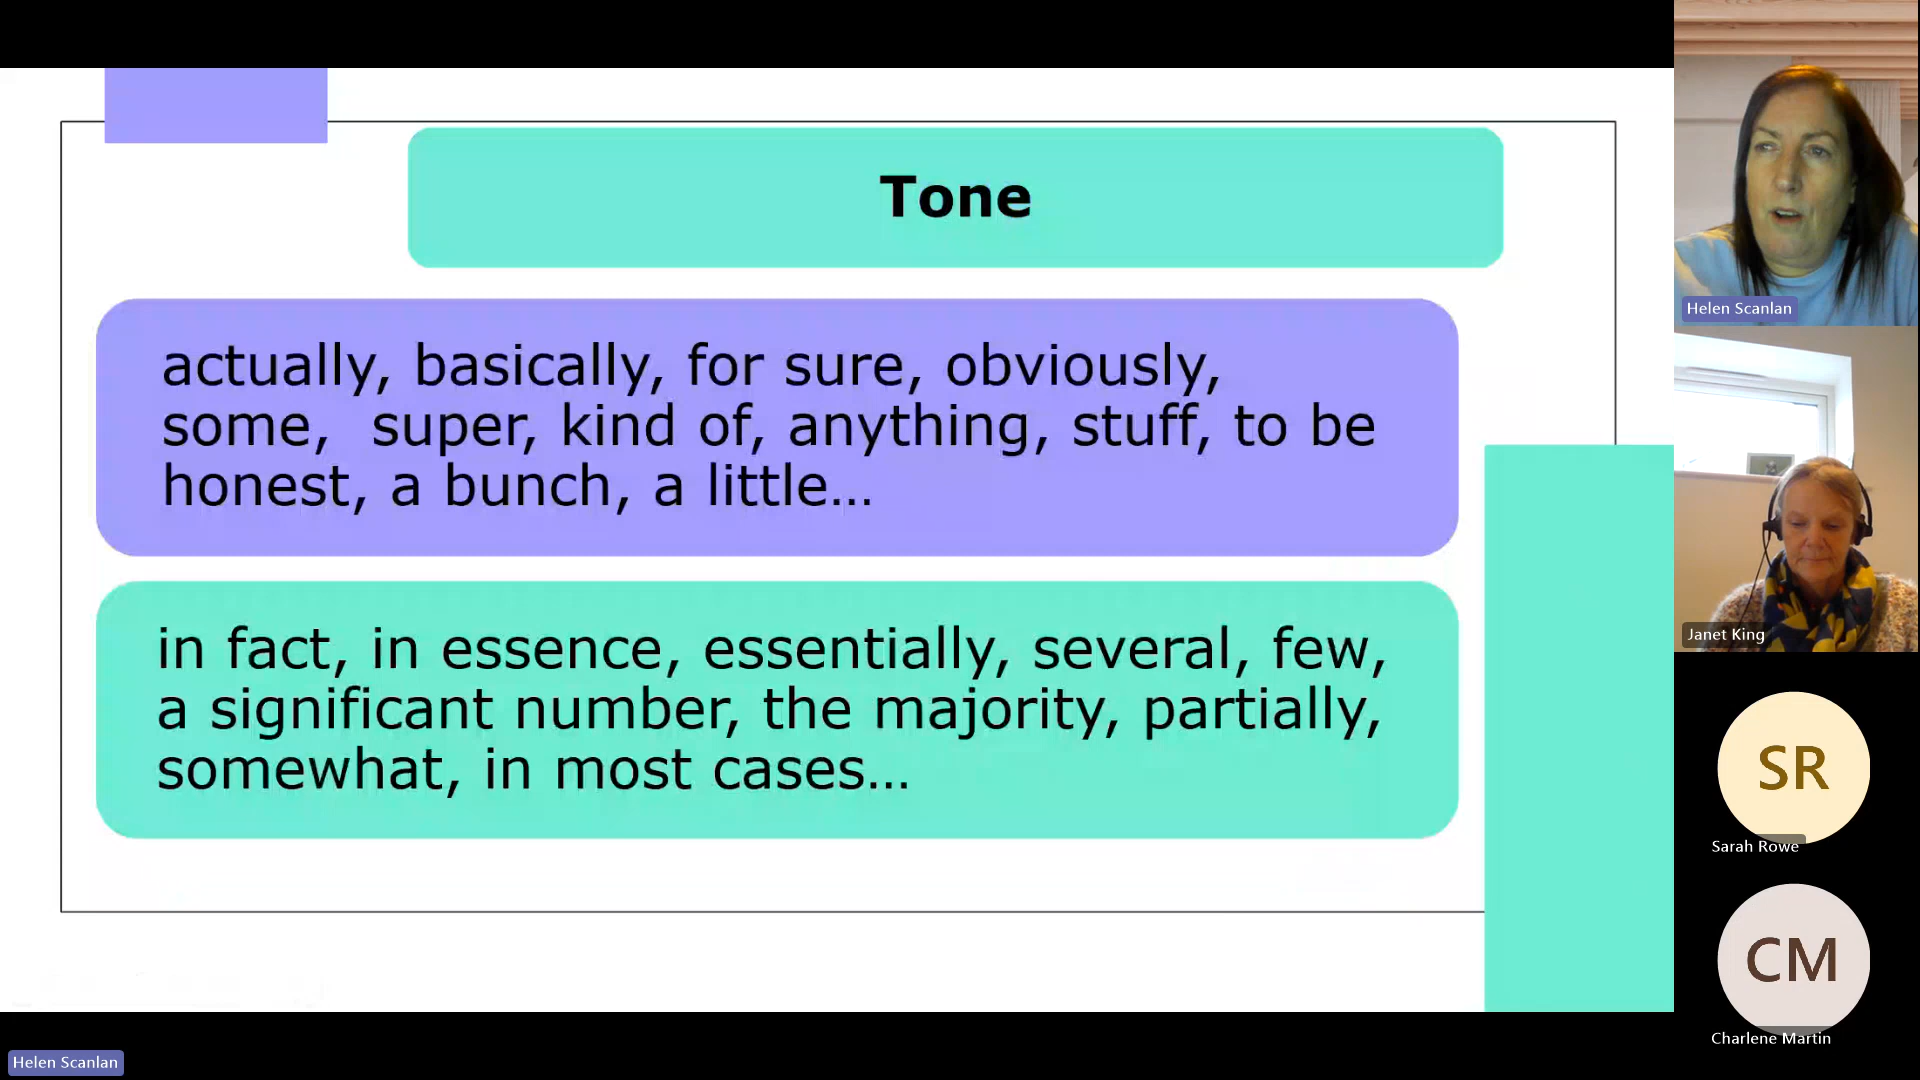 Tone
actually, basically, for sure, obviously,
some, super, kind of, anything, stuff, to be
honest, a bunch, a little…
in fact, in essence, essentially, several, few,
a significant number, the majority, partially,
somewhat, in most cases…
Helen Scanlan
Janet King
SR
Sarah Rowe
CM
Charlene Martin
Helen Scanlan